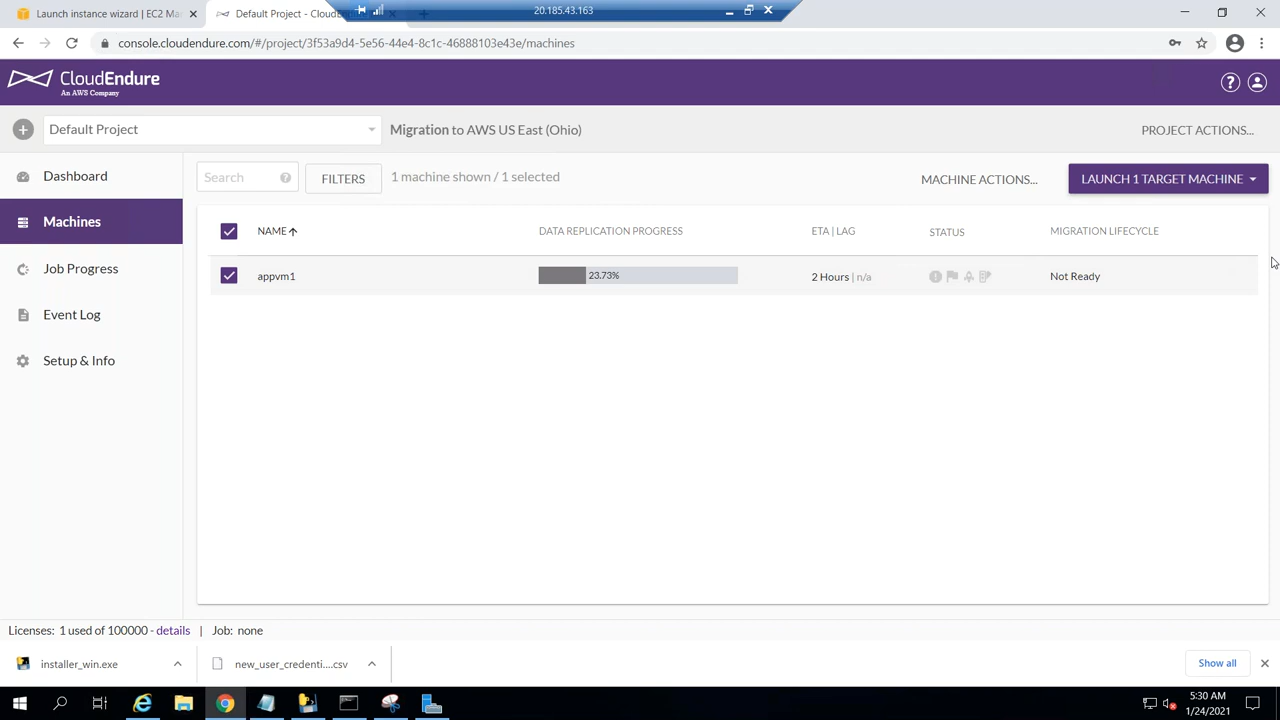 Launch instance wizard | EC2 Ma
Default Project - CloudEndu
20.185.43.163
console.cloudendure.com/#/project/3f53a9d4-5e56-44e4-8c1c-46888103e43e/machines
CloudEndure
An AWS Company
Default Project
Migration to AWS US East (Ohio)
PROJECT ACTIONS...
Dashboard
Machines
Job Progress
Event Log
Setup & Info
Search
FILTERS
1 machine shown / 1 selected
MACHINE ACTIONS...
LAUNCH 1 TARGET MACHINE
NAME
DATA REPLICATION PROGRESS
ETA | LAG
STATUS
MIGRATION LIFECYCLE
appvm1
23.73%
2 Hours | n/a
Not Ready
Licenses: 1 used of 100000 - details | Job: none
installer_win.exe
new_user_credenti....csv
Show all
5:30 AM
1/24/2021